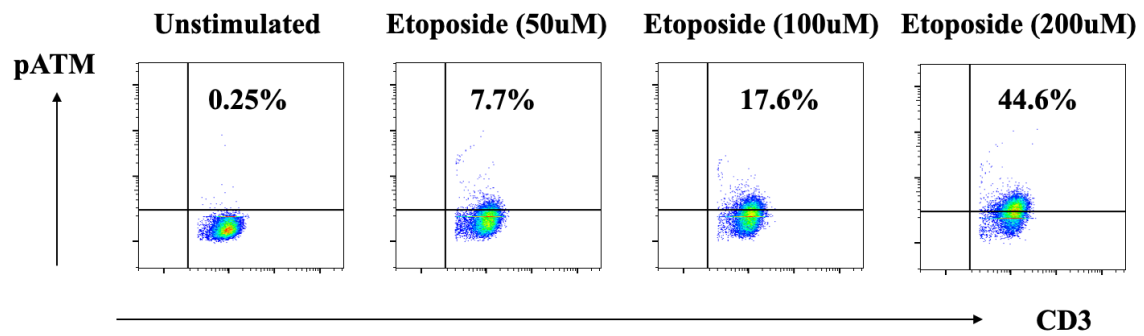 Unstimulated
Etoposide (50uM)
Etoposide (100uM)
Etoposide (200uM)
pATM
0.25%
7.7%
17.6%
44.6%
CD3